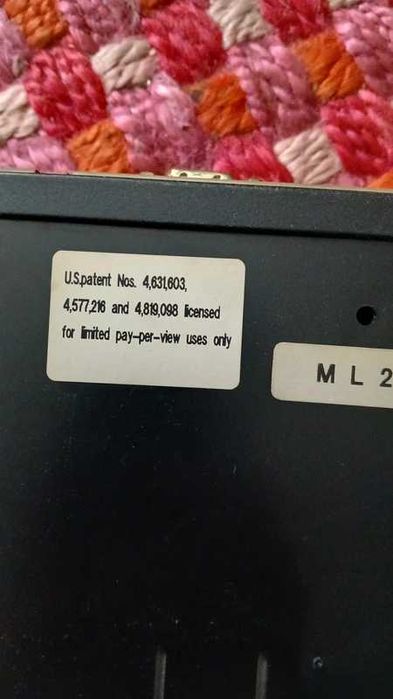 U.S.patent Nos. 4,631,603,
4,577,216 and 4,819,098 licensed
for limited pay-per-view uses only
M L 2